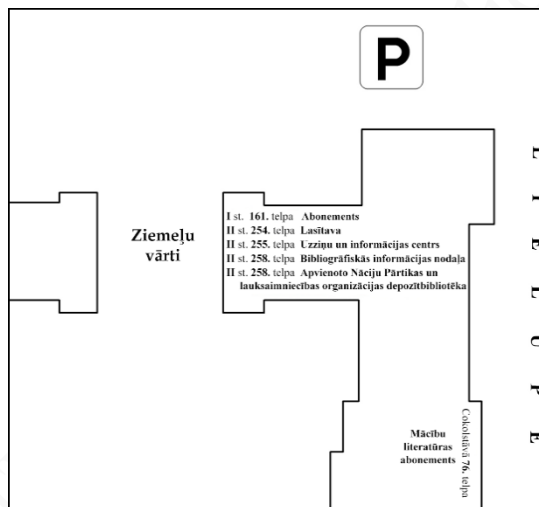 P
Ziemeļu
vārti
I st. 161. telpa Abonements
II st. 254. telpa Lasītava
II st. 255. telpa Uzziņu un informācijas centrs
II st. 258. telpa Bibliogrāfiskās informācijas nodaļa
II st. 258. telpa Apvienoto Nāciju Pārtikas un
lauksaimniecības organizācijas depozītbibliotēka
Mācību
literatūras
abonements
Cokolstāvā 76. telpa
LIELUPE